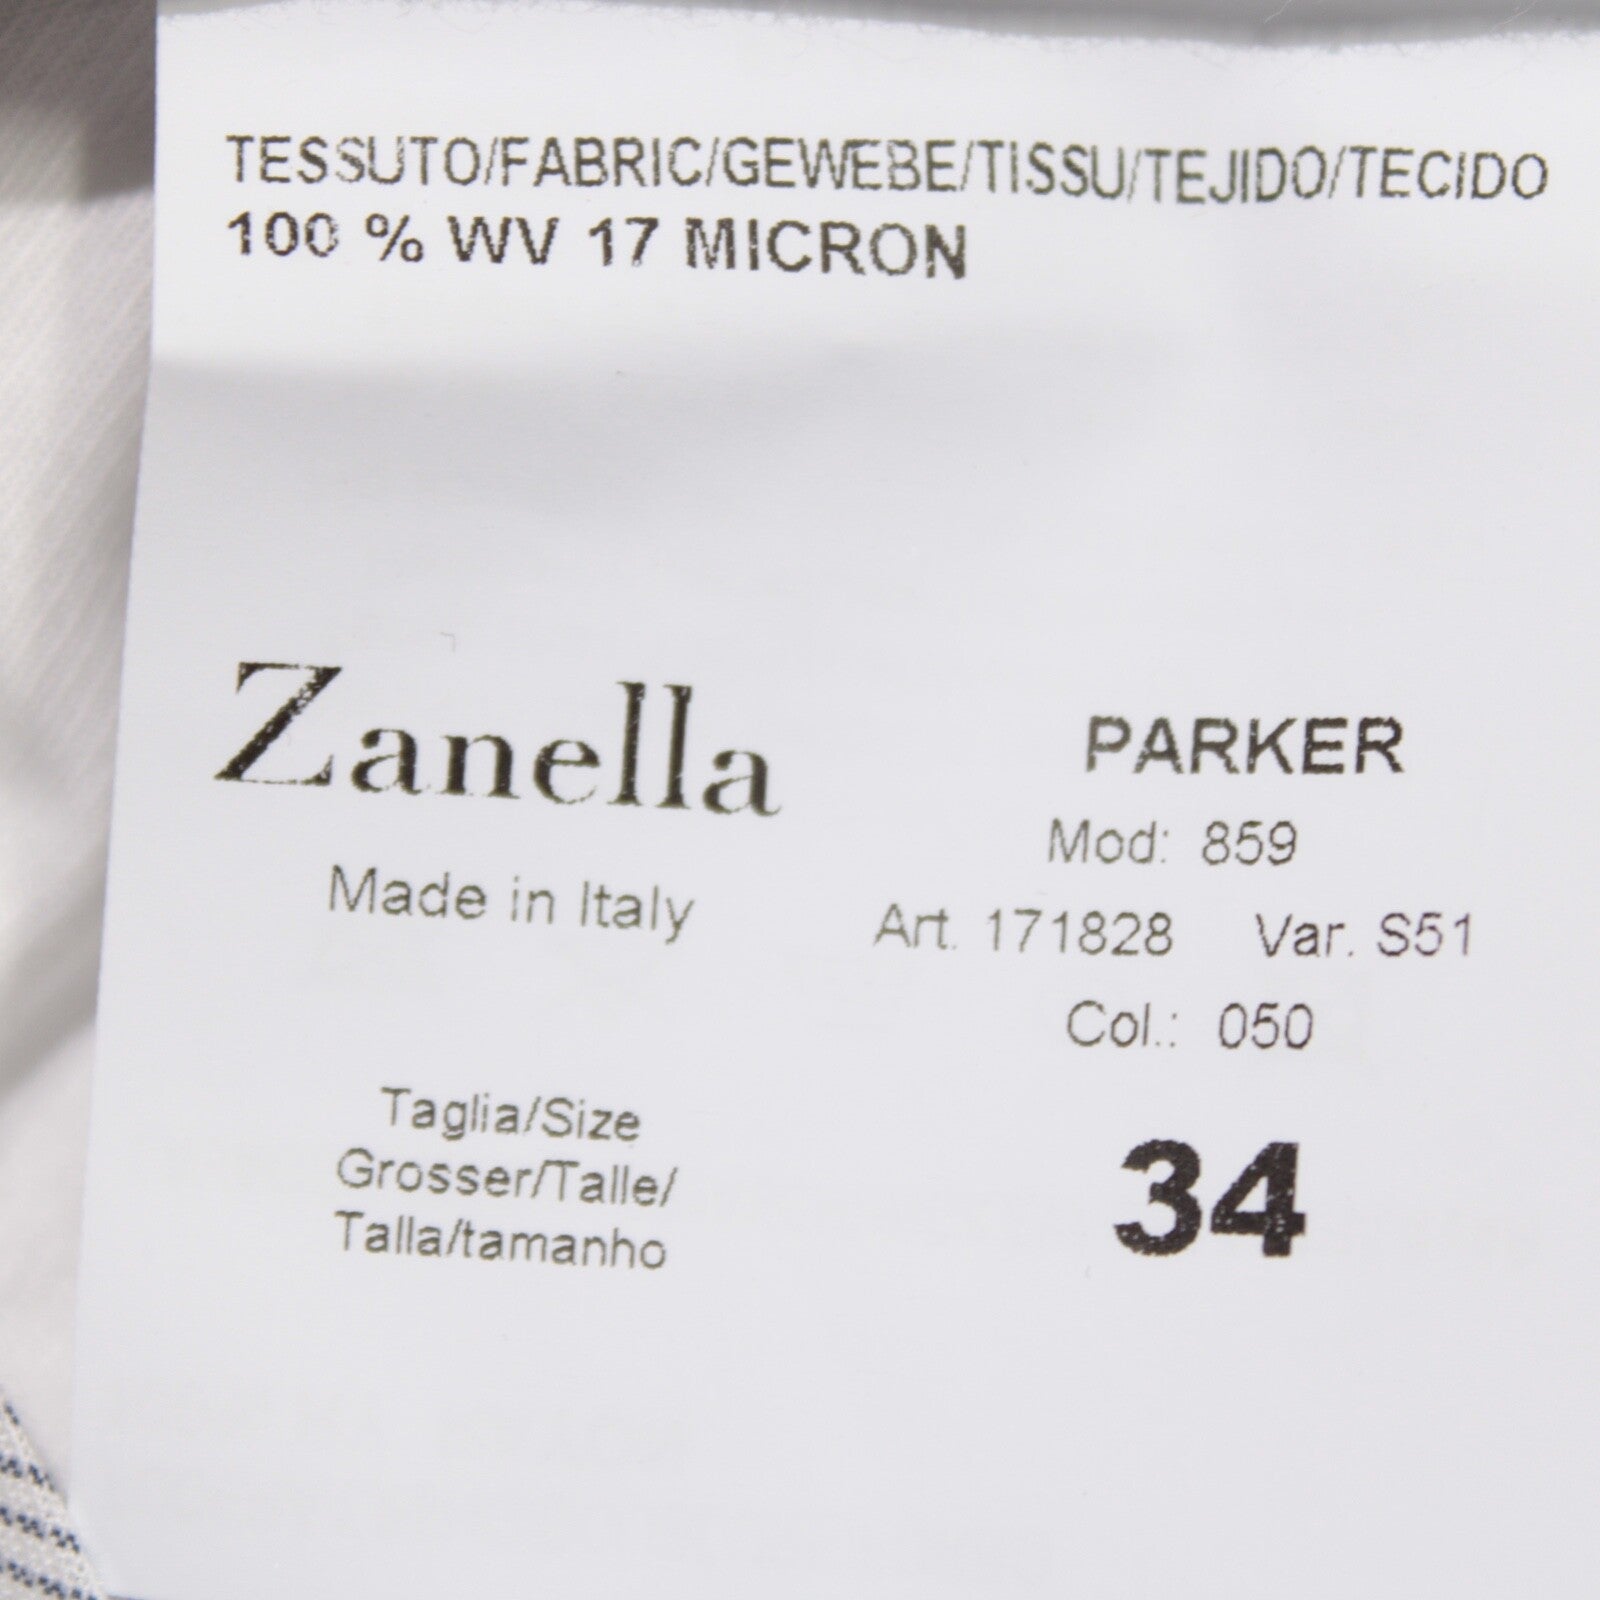 TESSUTO/FABRIC/GEWEBE/TISSU/TEJIDO/TECIDO
100 % WV 17 MICRON
Zanella
Made in Italy
PARKER
Mod: 859
Art. 171828 Var. S51
Col.: 050
Taglia/Size
Grosser/Talle/
Talla/tamanho
34